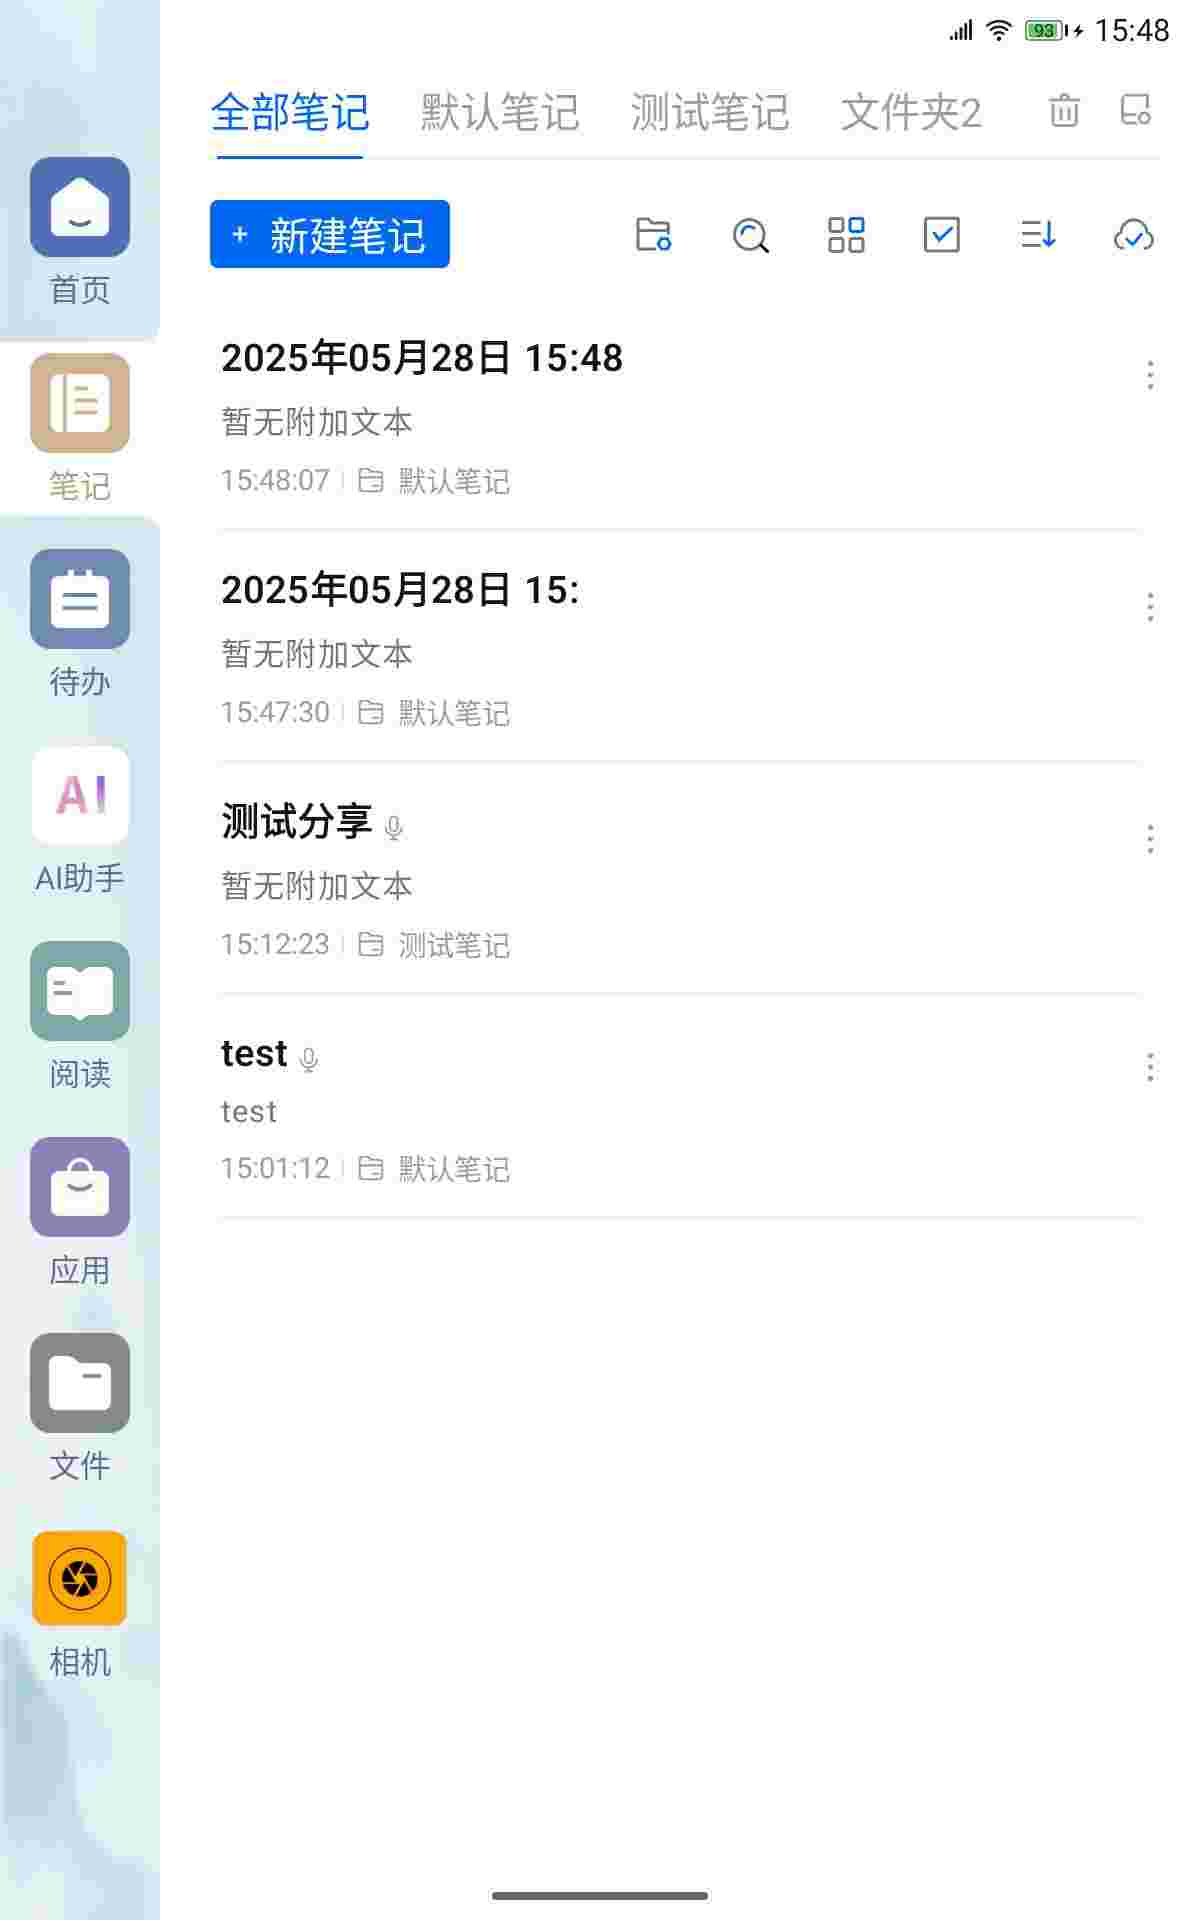 93 15:48
全部笔记 默认笔记 测试笔记 文件夹2
+ 新建笔记
首页
笔记
待办
AI
AI助手
阅读
应用
文件
相机
2025年05月28日 15:48
暂无附加文本
15:48:07 默认笔记
2025年05月28日 15:
暂无附加文本
15:47:30 默认笔记
测试分享
暂无附加文本
15:12:23 测试笔记
test
test
15:01:12 默认笔记